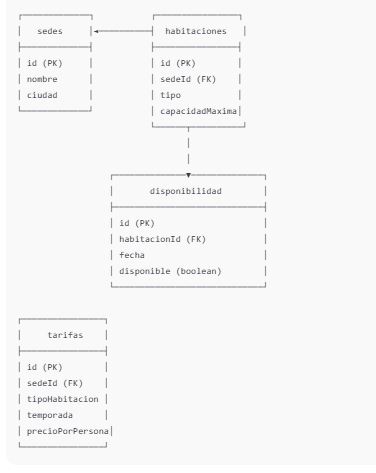 sedes
habitaciones
id (PK)
nombre
ciudad
id (PK)
sedeId (FK)
tipo
capacidadMaxima
disponibilidad
id (PK)
habitacionId (FK)
fecha
disponible (boolean)
tarifas
id (PK)
sedeId (FK)
tipoHabitacion
temporada
precioPorPersona